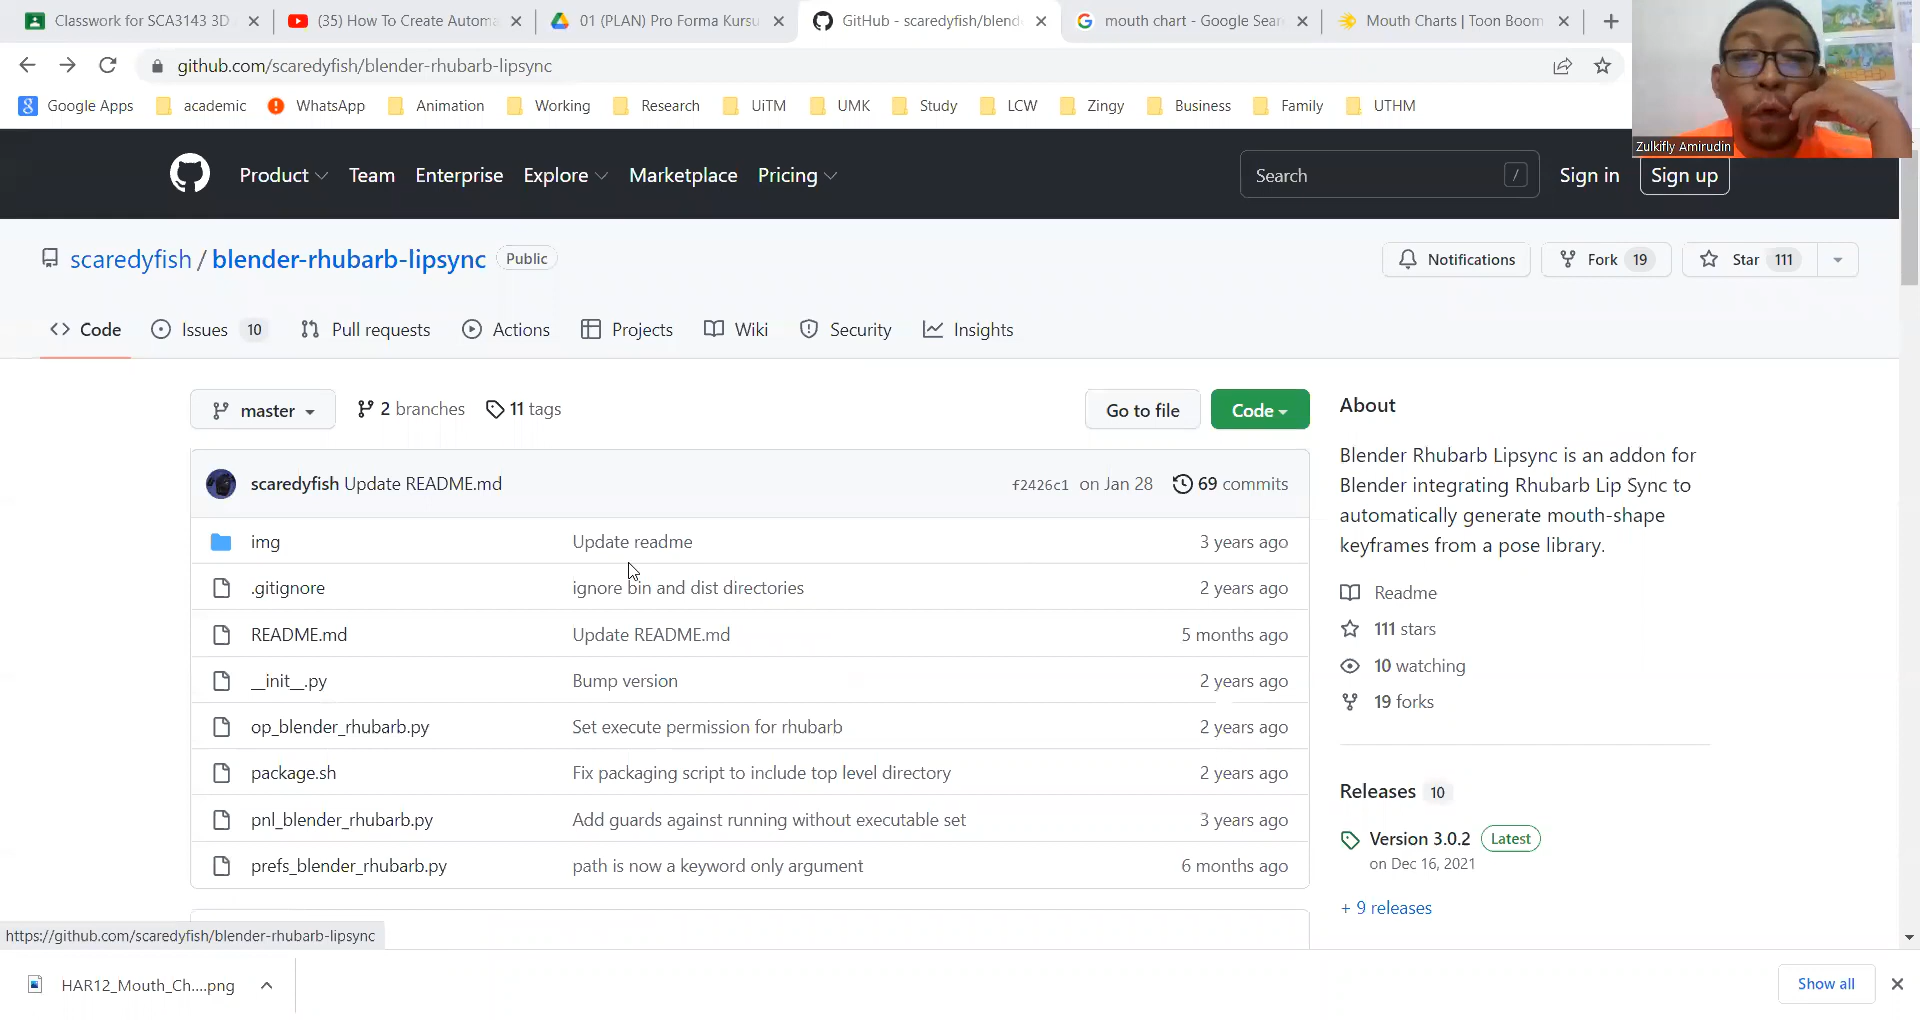 Classwork for SCA3143 3D
(35) How To Create Automa
01 (PLAN) Pro Forma Kursu
GitHub - scaredyfish/blend
mouth chart - Google Sear
Mouth Charts | Toon Boom
github.com/scaredyfish/blender-rhubarb-lipsync
Google Apps
academic
WhatsApp
Animation
Working
Research
UiTM
UMK
Study
LCW
Zingy
Business
Family
UTHM
Zulkifly Amirudin
Product
Team
Enterprise
Explore
Marketplace
Pricing
Search
/
Sign in
Sign up
scaredyfish / blender-rhubarb-lipsync
Public
Notifications
Fork 19
Star 111
Code
Issues 10
Pull requests
Actions
Projects
Wiki
Security
Insights
master
2 branches
11 tags
Go to file
Code
scaredyfish Update README.md
f2426c1 on Jan 28
69 commits
img Update readme 3 years ago
.gitignore ignore bin and dist directories 2 years ago
README.md Update README.md 5 months ago
__init__.py Bump version 2 years ago
op_blender_rhubarb.py Set execute permission for rhubarb 2 years ago
package.sh Fix packaging script to include top level directory 2 years ago
pnl_blender_rhubarb.py Add guards against running without executable set 3 years ago
prefs_blender_rhubarb.py path is now a keyword only argument 6 months ago
About
Blender Rhubarb Lipsync is an addon for
Blender integrating Rhubarb Lip Sync to
automatically generate mouth-shape
keyframes from a pose library.
Readme
111 stars
10 watching
19 forks
Releases 10
Version 3.0.2 Latest
on Dec 16, 2021
+ 9 releases
https://github.com/scaredyfish/blender-rhubarb-lipsync
HAR12_Mouth_Ch....png
Show all